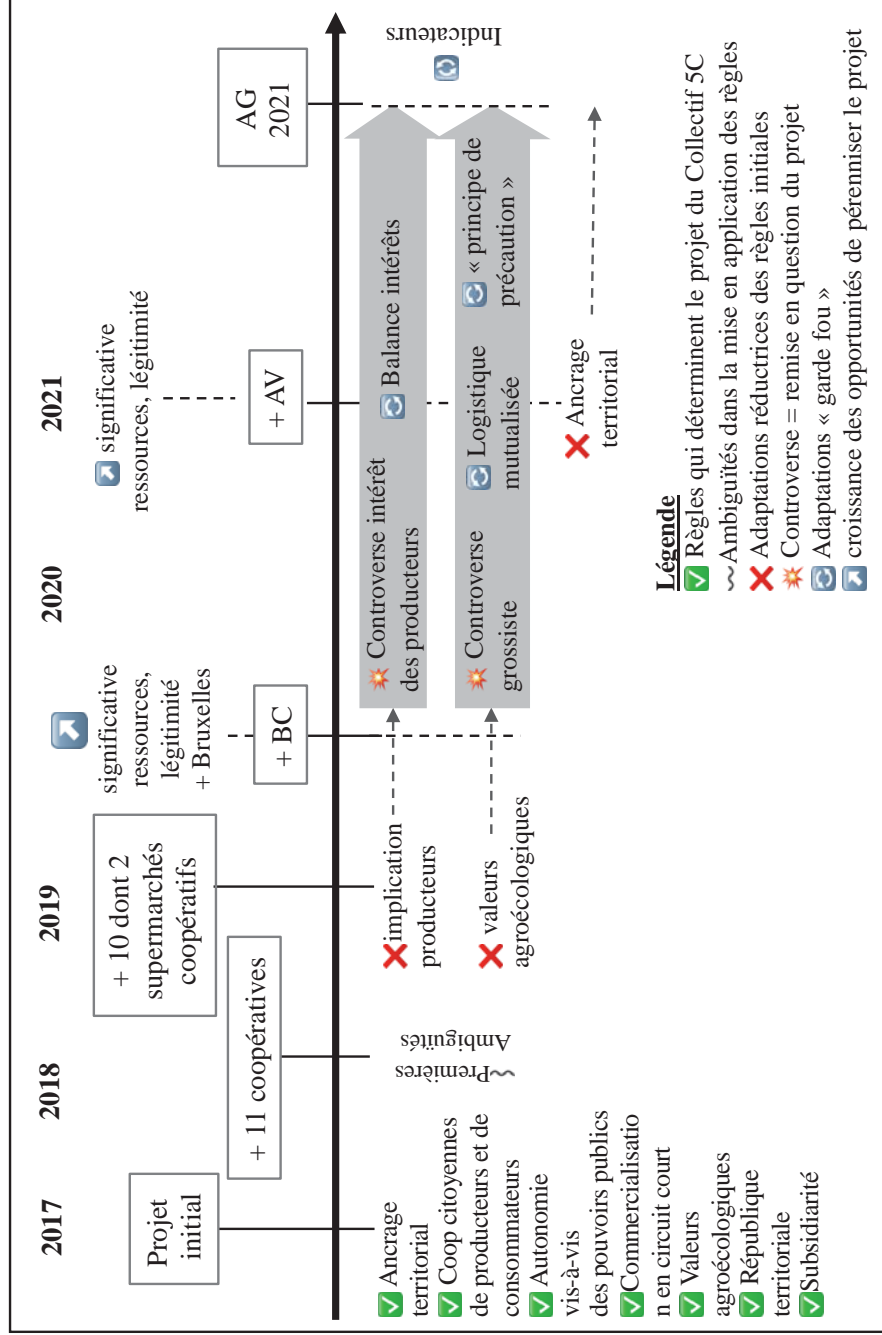 2017
2018
2019
2020
2021
Projet
initial
+ 11 coopératives
+ 10 dont 2
supermarchés
coopératifs
significative
ressources,
légitimité
+ Bruxelles
+ BC
significative
ressources, légitimité
+ AV
AG
2021
Ancrage
territorial
Coop citoyennes
de producteurs et de
consommateurs
Autonomie
vis-à-vis
des pouvoirs publics
Commercialisatio
n en circuit court
Valeurs
agroécologiques
République
territoriale
Subsidiarité
Premières
Ambiguïtés
implication
producteurs
valeurs
agroécologiques
Controverse intérêt
des producteurs
Balance intérêts
Controverse
grossiste
Logistique
mutualisée
« principe de
précaution »
Ancrage
territorial
Indicateurs
Légende
Règles qui déterminent le projet du Collectif 5C
Ambiguïtés dans la mise en application des règles
Adaptations réductrices des règles initiales
Controverse = remise en question du projet
Adaptations « garde fou »
croissance des opportunités de pérenniser le projet